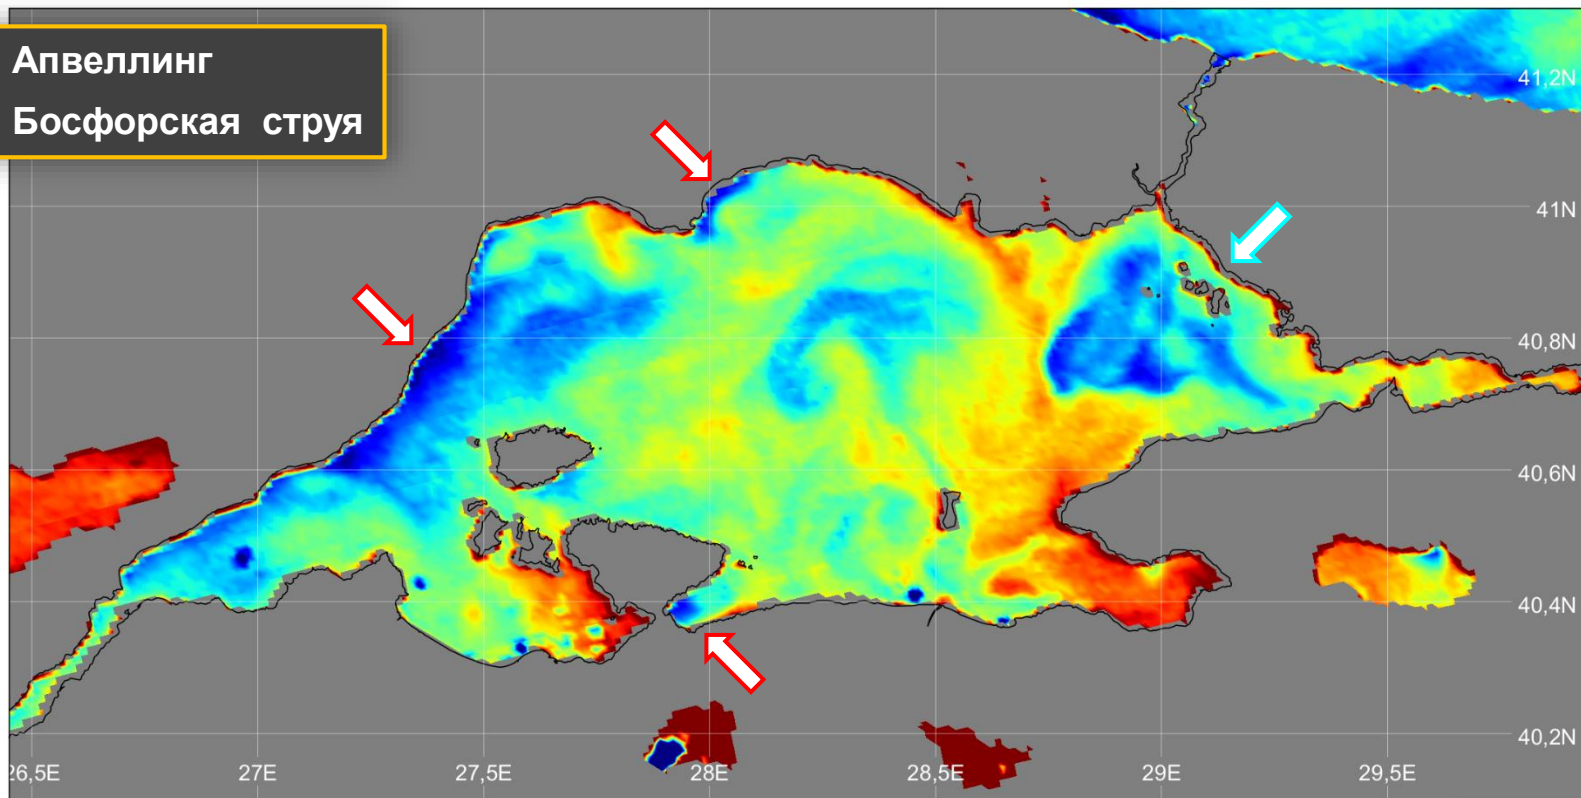 Апвеллинг
Босфорская струя
41,2N
41N
40,8N
40,6N
40,4N
40,2N
26,5E
27E
27,5E
28E
28,5E
29E
29,5E